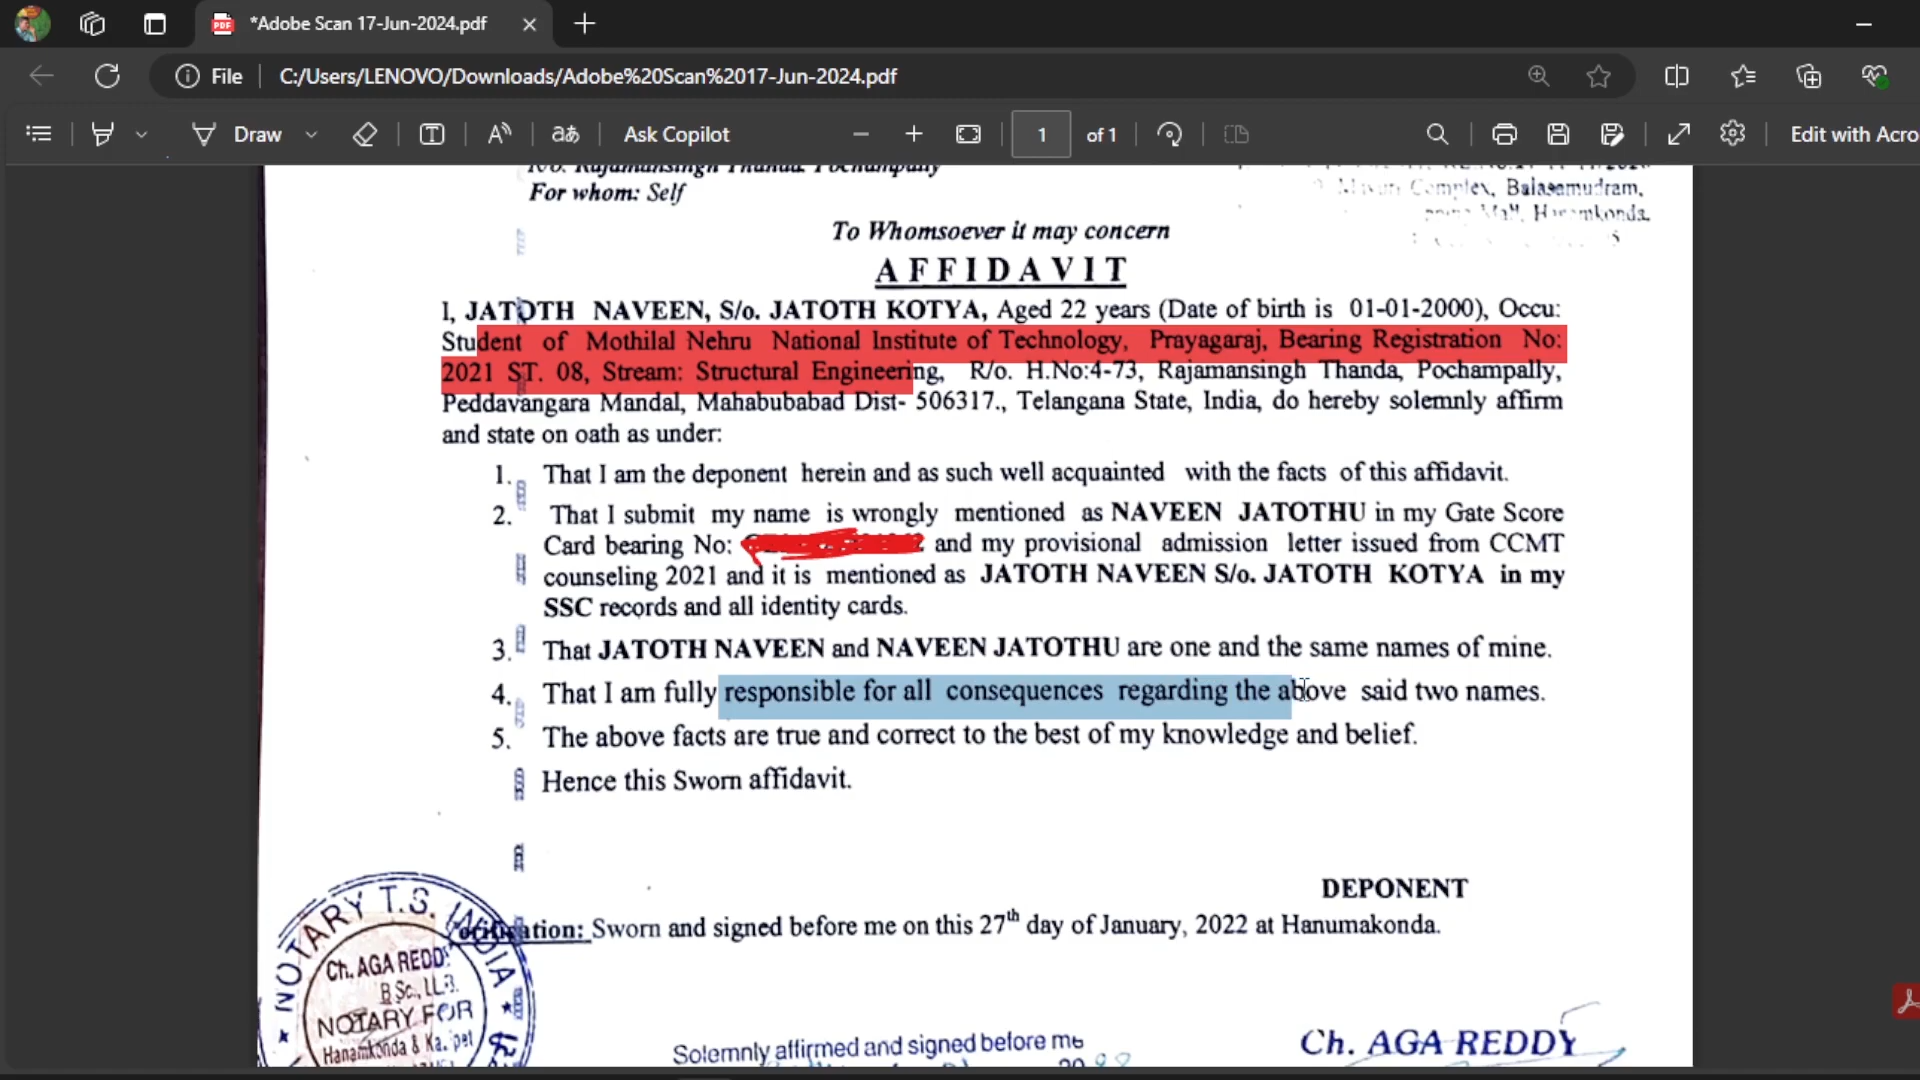 *Adobe Scan 17-Jun-2024.pdf
File C:/Users/LENOVO/Downloads/Adobe%20Scan%2017-Jun-2024.pdf
Draw Ask Copilot 1 of 1 Edit with Acro
R/o. Rajamansingh Thanda. Pochampally
For whom: Self
Complex, Balasamudram,
Mall, Hanamkonda.
To Whomsoever it may concern
AFFIDAVIT
I, JATOTH NAVEEN, S/o. JATOTH KOTYA, Aged 22 years (Date of birth is 01-01-2000), Occu:
Student of Mothilal Nehru National Institute of Technology, Prayagaraj, Bearing Registration No:
2021 ST. 08, Stream: Structural Engineering, R/o. H.No:4-73, Rajamansingh Thanda, Pochampally,
Peddavangara Mandal, Mahabubabad Dist- 506317., Telangana State, India, do hereby solemnly affirm
and state on oath as under:
1. That I am the deponent herein and as such well acquainted with the facts of this affidavit.
2. That I submit my name is wrongly mentioned as NAVEEN JATOTHU in my Gate Score
Card bearing No: and my provisional admission letter issued from CCMT
counseling 2021 and it is mentioned as JATOTH NAVEEN S/o. JATOTH KOTYA in my
SSC records and all identity cards.
3. That JATOTH NAVEEN and NAVEEN JATOTHU are one and the same names of mine.
4. That I am fully responsible for all consequences regarding the above said two names.
5. The above facts are true and correct to the best of my knowledge and belief.
Hence this Sworn affidavit.
DEPONENT
Verification: Sworn and signed before me on this 27th day of January, 2022 at Hanumakonda.
NOTARY T.S. INDIA
Ch. AGA REDDY
B.Sc., LL.B.
NOTARY FOR
Hanamkonda & Kazipet
Solemnly affirmed and signed before me
Ch. AGA REDDY